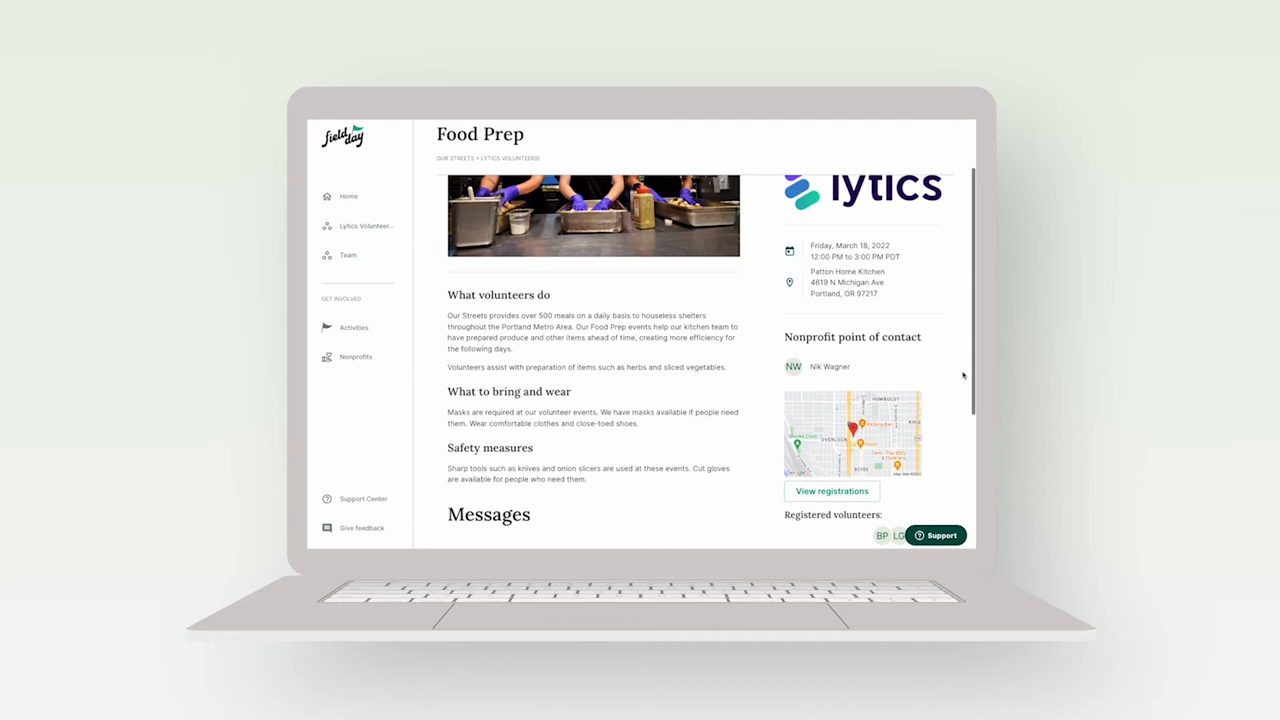 field day
Food Prep
OUR STREETS + LYTICS VOLUNTEERS!
Home
Lytics Volunteer...
Team
GET INVOLVED
Activities
Nonprofits
Support Center
Give feedback
What volunteers do
Our Streets provides over 500 meals on a daily basis to houseless shelters
throughout the Portland Metro Area. Our Food Prep events help our kitchen team to
have prepared produce and other items ahead of time, creating more efficiency for
the following days.
Volunteers assist with preparation of items such as herbs and sliced vegetables.
What to bring and wear
Masks are required at our volunteer events. We have masks available if people need
them. Wear comfortable clothes and close-toed shoes.
Safety measures
Sharp tools such as knives and onion slicers are used at these events. Cut gloves
are available for people who need them.
Messages
lytics
Friday, March 18, 2022
12:00 PM to 3:00 PM PDT
Patton Home Kitchen
4619 N Michigan Ave
Portland, OR 97217
Nonprofit point of contact
NW
Nik Wagner
HUMBOLDT
OVERLOOK
BOISE
Google
View registrations
Registered volunteers:
BP
LG
Support